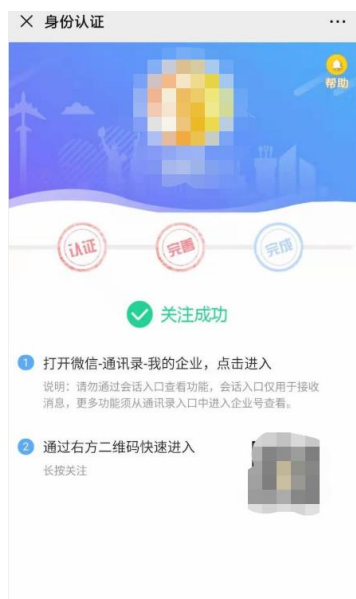 身份认证
帮助
认证
完善
完成
关注成功
1 打开微信-通讯录-我的企业，点击进入
说明：请勿通过会话入口查看功能，会话入口仅用于接收
消息，更多功能须从通讯录入口中进入企业号查看。
2 通过右方二维码快速进入
长按关注